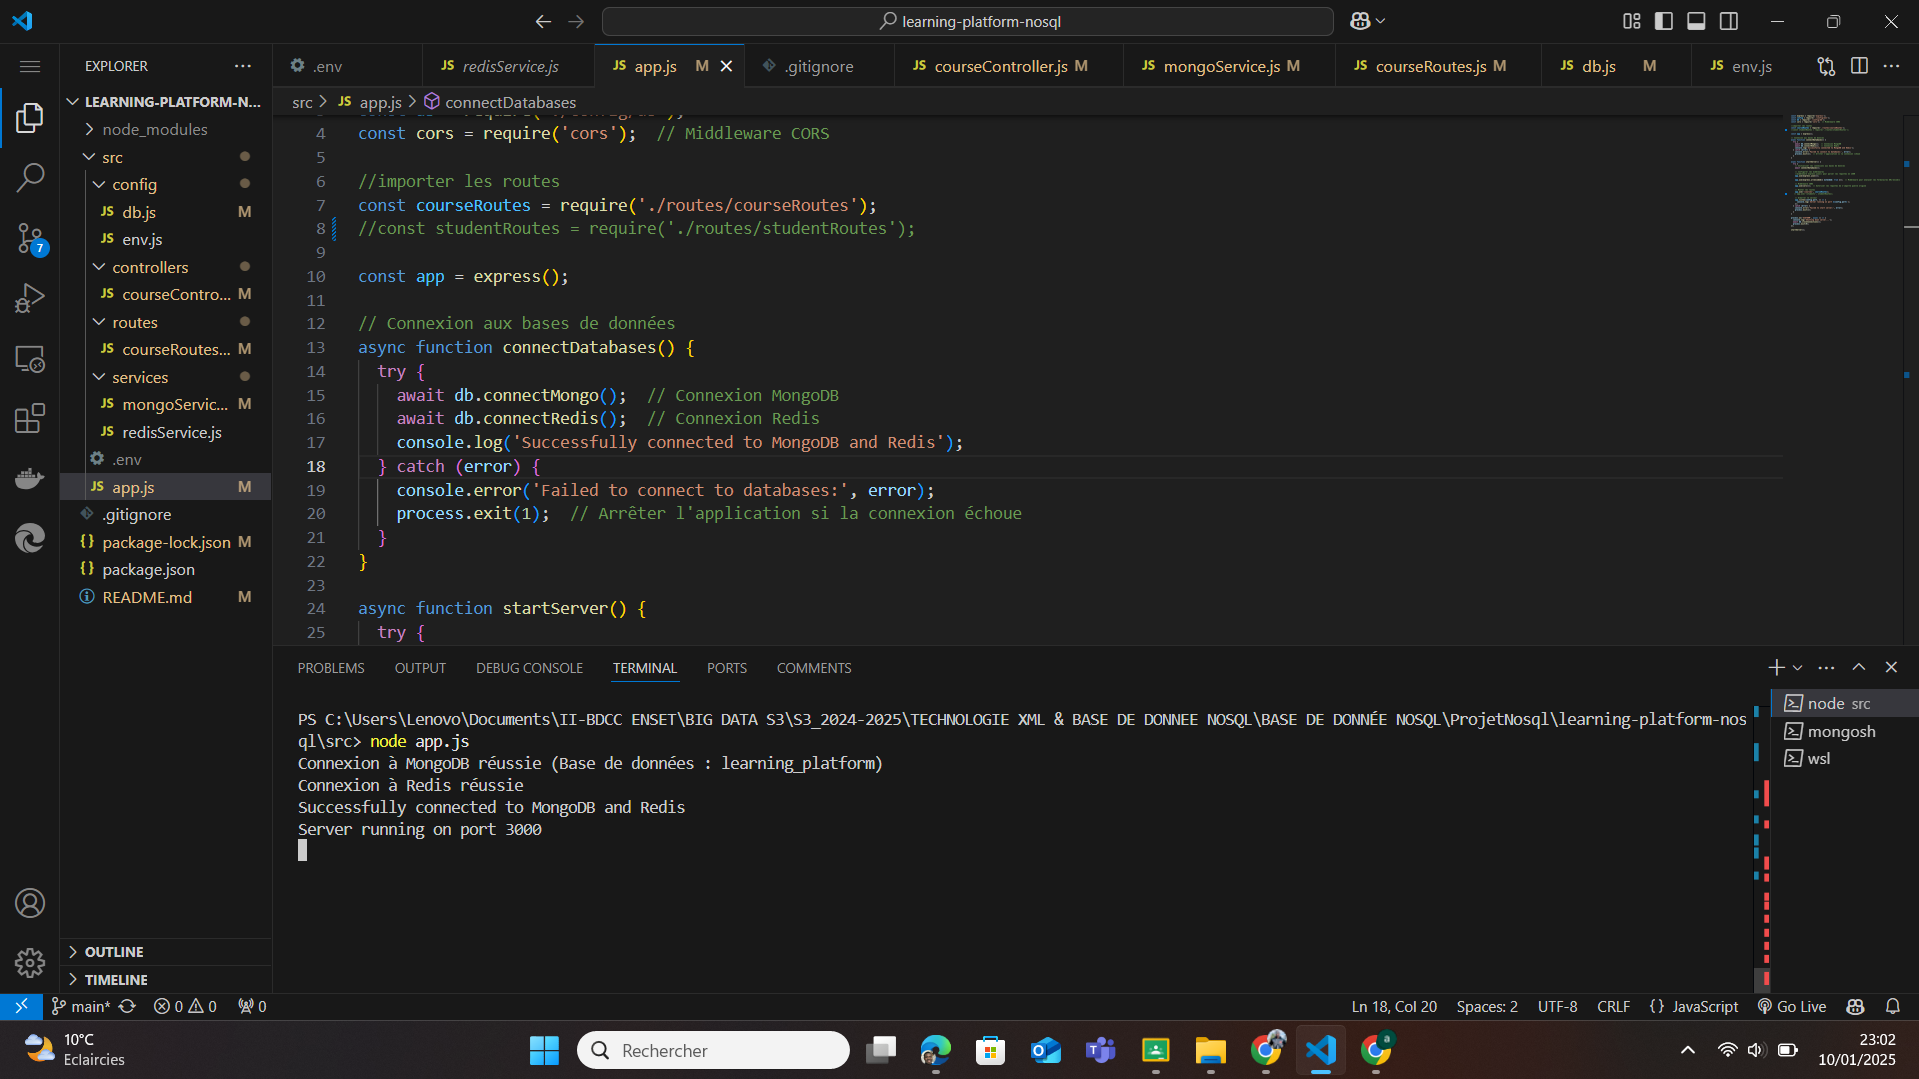 learning-platform-nosql
EXPLORER
.env
redisService.js
app.js M
.gitignore
courseController.js M
mongoService.js M
courseRoutes.js M
db.js M
env.js
src > JS app.js > connectDatabases
LEARNING-PLATFORM-N...
node_modules
src
config
JS db.js M
JS env.js
controllers
JS courseContro... M
routes
JS courseRoutes... M
services
JS mongoServic... M
JS redisService.js
.env
JS app.js M
.gitignore
{} package-lock.json M
{} package.json
README.md M
OUTLINE
TIMELINE
4 const cors = require('cors');  // Middleware CORS
5
6 //importer les routes
7 const courseRoutes = require('./routes/courseRoutes');
8 //const studentRoutes = require('./routes/studentRoutes');
9
10 const app = express();
11
12 // Connexion aux bases de données
13 async function connectDatabases() {
14 try {
15 await db.connectMongo();  // Connexion MongoDB
16 await db.connectRedis();  // Connexion Redis
17 console.log('Successfully connected to MongoDB and Redis');
18 } catch (error) {
19 console.error('Failed to connect to databases:', error);
20 process.exit(1);  // Arrêter l'application si la connexion échoue
21 }
22 }
23
24 async function startServer() {
25 try {
PROBLEMS OUTPUT DEBUG CONSOLE TERMINAL PORTS COMMENTS
PS C:\Users\Lenovo\Documents\II-BDCC ENSET\BIG DATA S3\S3_2024-2025\TECHNOLOGIE XML & BASE DE DONNEE NOSQL\BASE DE DONNÉE NOSQL\ProjetNosql\learning-platform-nos
ql\src> node app.js
Connexion à MongoDB réussie (Base de données : learning_platform)
Connexion à Redis réussie
Successfully connected to MongoDB and Redis
Server running on port 3000
node src
mongosh
wsl
7
main* 0 0 0
Ln 18, Col 20 Spaces: 2 UTF-8 CRLF {} JavaScript Go Live
10°C
Eclaircies
Rechercher
23:02
10/01/2025